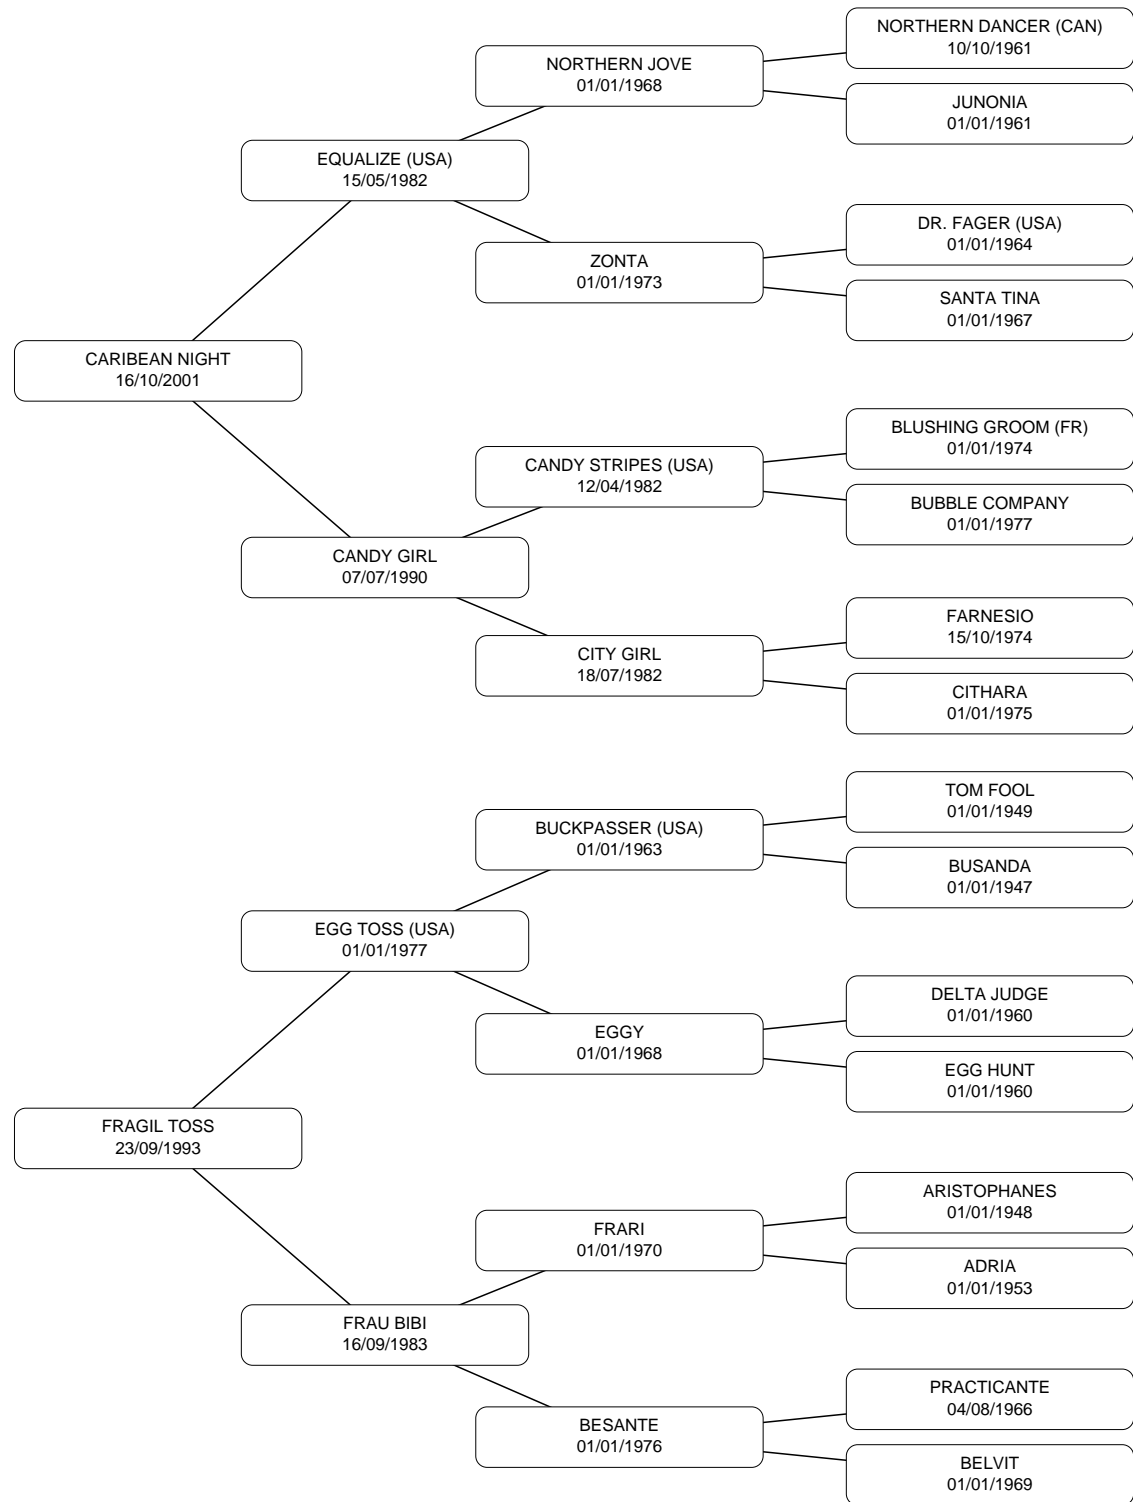 NORTHERN DANCER (CAN)
10/10/1961
NORTHERN JOVE
01/01/1968
JUNONIA
01/01/1961
EQUALIZE (USA)
15/05/1982
DR. FAGER (USA)
01/01/1964
ZONTA
01/01/1973
SANTA TINA
01/01/1967
CARIBEAN NIGHT
16/10/2001
BLUSHING GROOM (FR)
01/01/1974
CANDY STRIPES (USA)
12/04/1982
BUBBLE COMPANY
01/01/1977
CANDY GIRL
07/07/1990
FARNESIO
15/10/1974
CITY GIRL
18/07/1982
CITHARA
01/01/1975
TOM FOOL
01/01/1949
BUCKPASSER (USA)
01/01/1963
BUSANDA
01/01/1947
EGG TOSS (USA)
01/01/1977
DELTA JUDGE
01/01/1960
EGGY
01/01/1968
EGG HUNT
01/01/1960
FRAGIL TOSS
23/09/1993
ARISTOPHANES
01/01/1948
FRARI
01/01/1970
ADRIA
01/01/1953
FRAU BIBI
16/09/1983
PRACTICANTE
04/08/1966
BESANTE
01/01/1976
BELVIT
01/01/1969